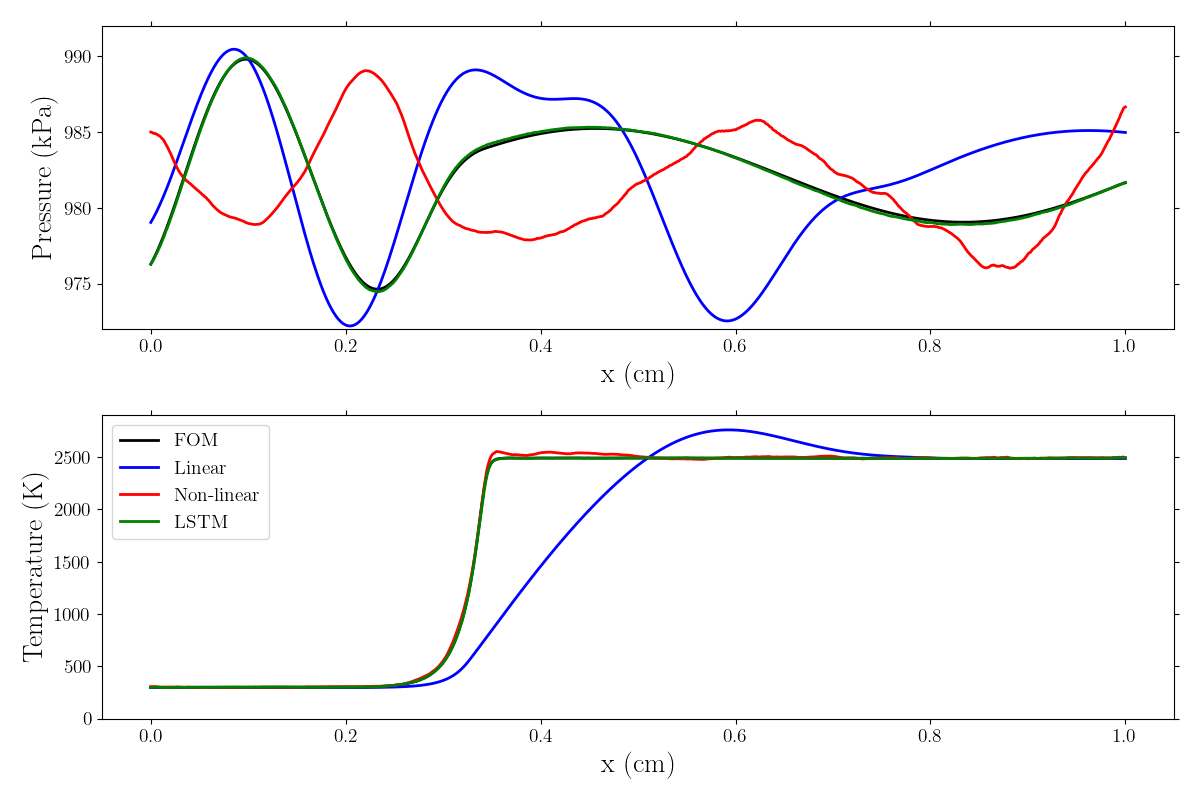 Pressure (kPa)
990
985
980
975
0.0 0.2 0.4 0.6 0.8 1.0
x (cm)
Temperature (K)
2500
2000
1500
1000
500
0
FOM
Linear
Non-linear
LSTM
0.0 0.2 0.4 0.6 0.8 1.0
x (cm)